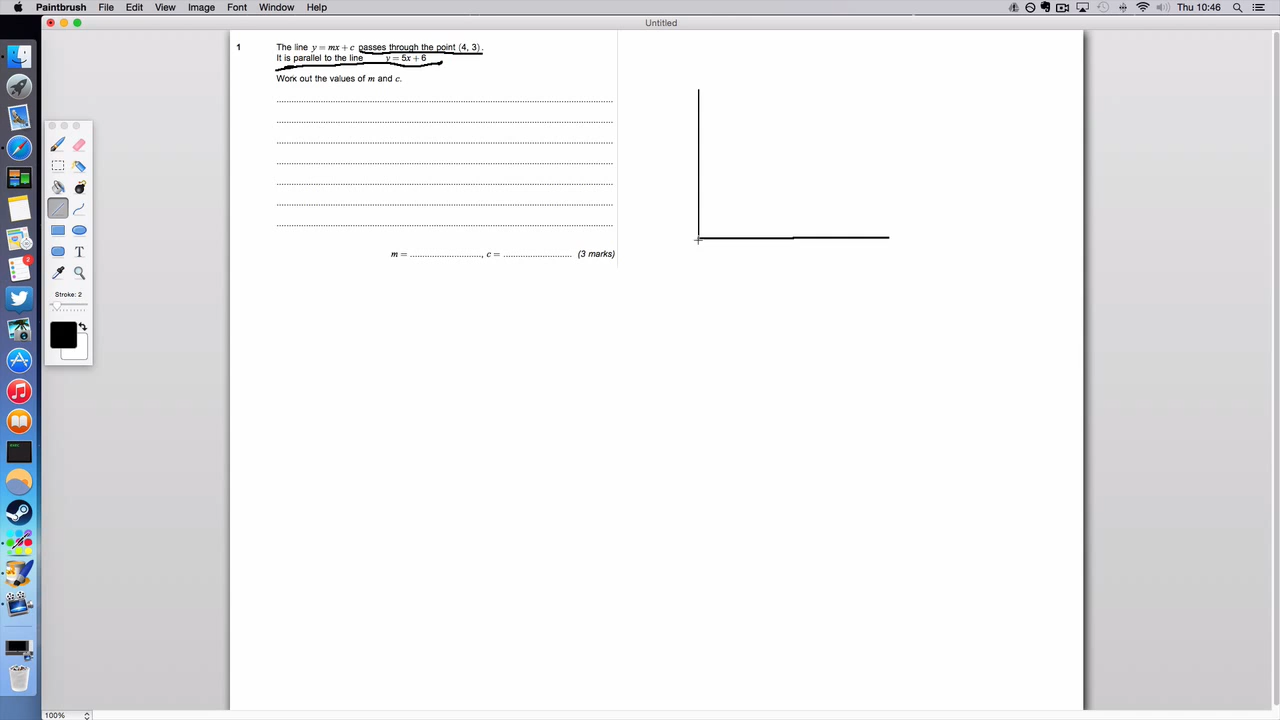 Paintbrush File Edit View Image Font Window Help Thu 10:46
Untitled
1 The line y = mx + c passes through the point (4, 3).
It is parallel to the line y = 5x + 6
Work out the values of m and c.
m = ............................, c = .......................... (3 marks)
2
Stroke: 2
100%